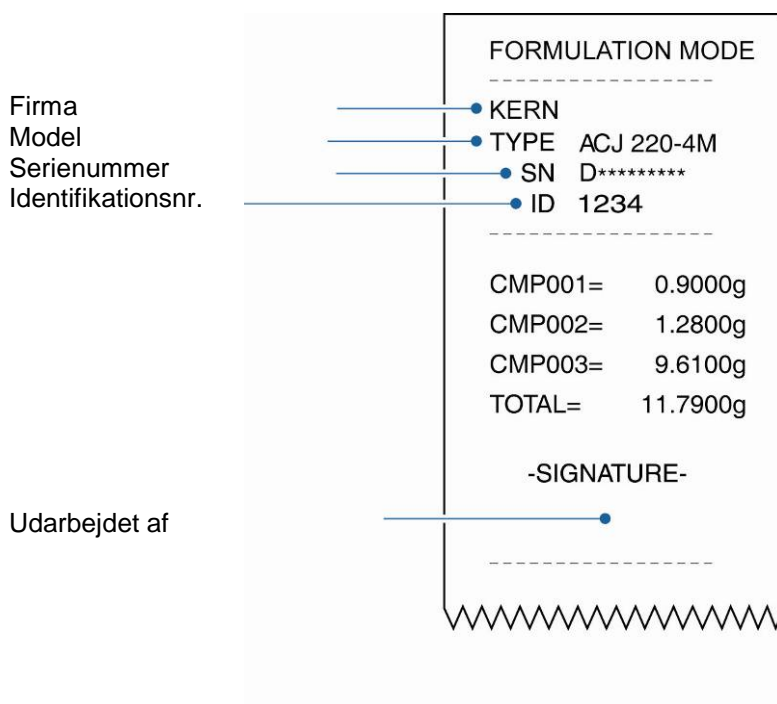 FORMULATION MODE
Firma KERN
Model TYPE ACJ 220-4M
Serienummer SN D*********
Identifikationsnr. ID 1234
CMP001= 0.9000g
CMP002= 1.2800g
CMP003= 9.6100g
TOTAL= 11.7900g
-SIGNATURE-
Udarbejdet af